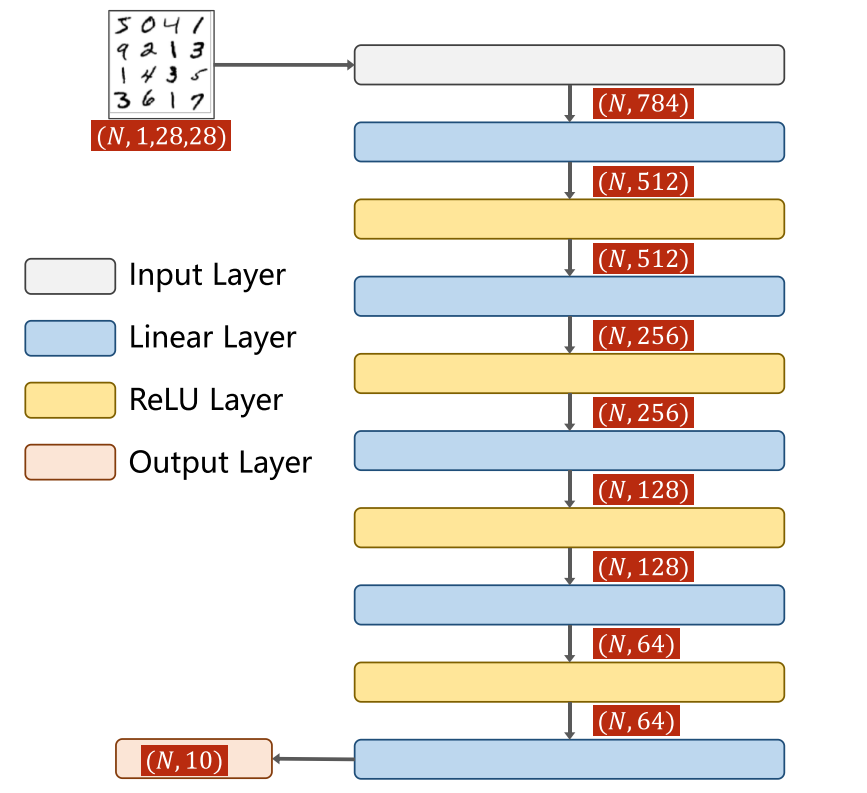 5 0 4 1
9 2 1 3
1 4 3 5
3 6 1 7
(N, 1,28,28)
(N, 784)
(N, 512)
(N, 512)
(N, 256)
(N, 256)
(N, 128)
(N, 128)
(N, 64)
(N, 64)
(N, 10)
Input Layer
Linear Layer
ReLU Layer
Output Layer